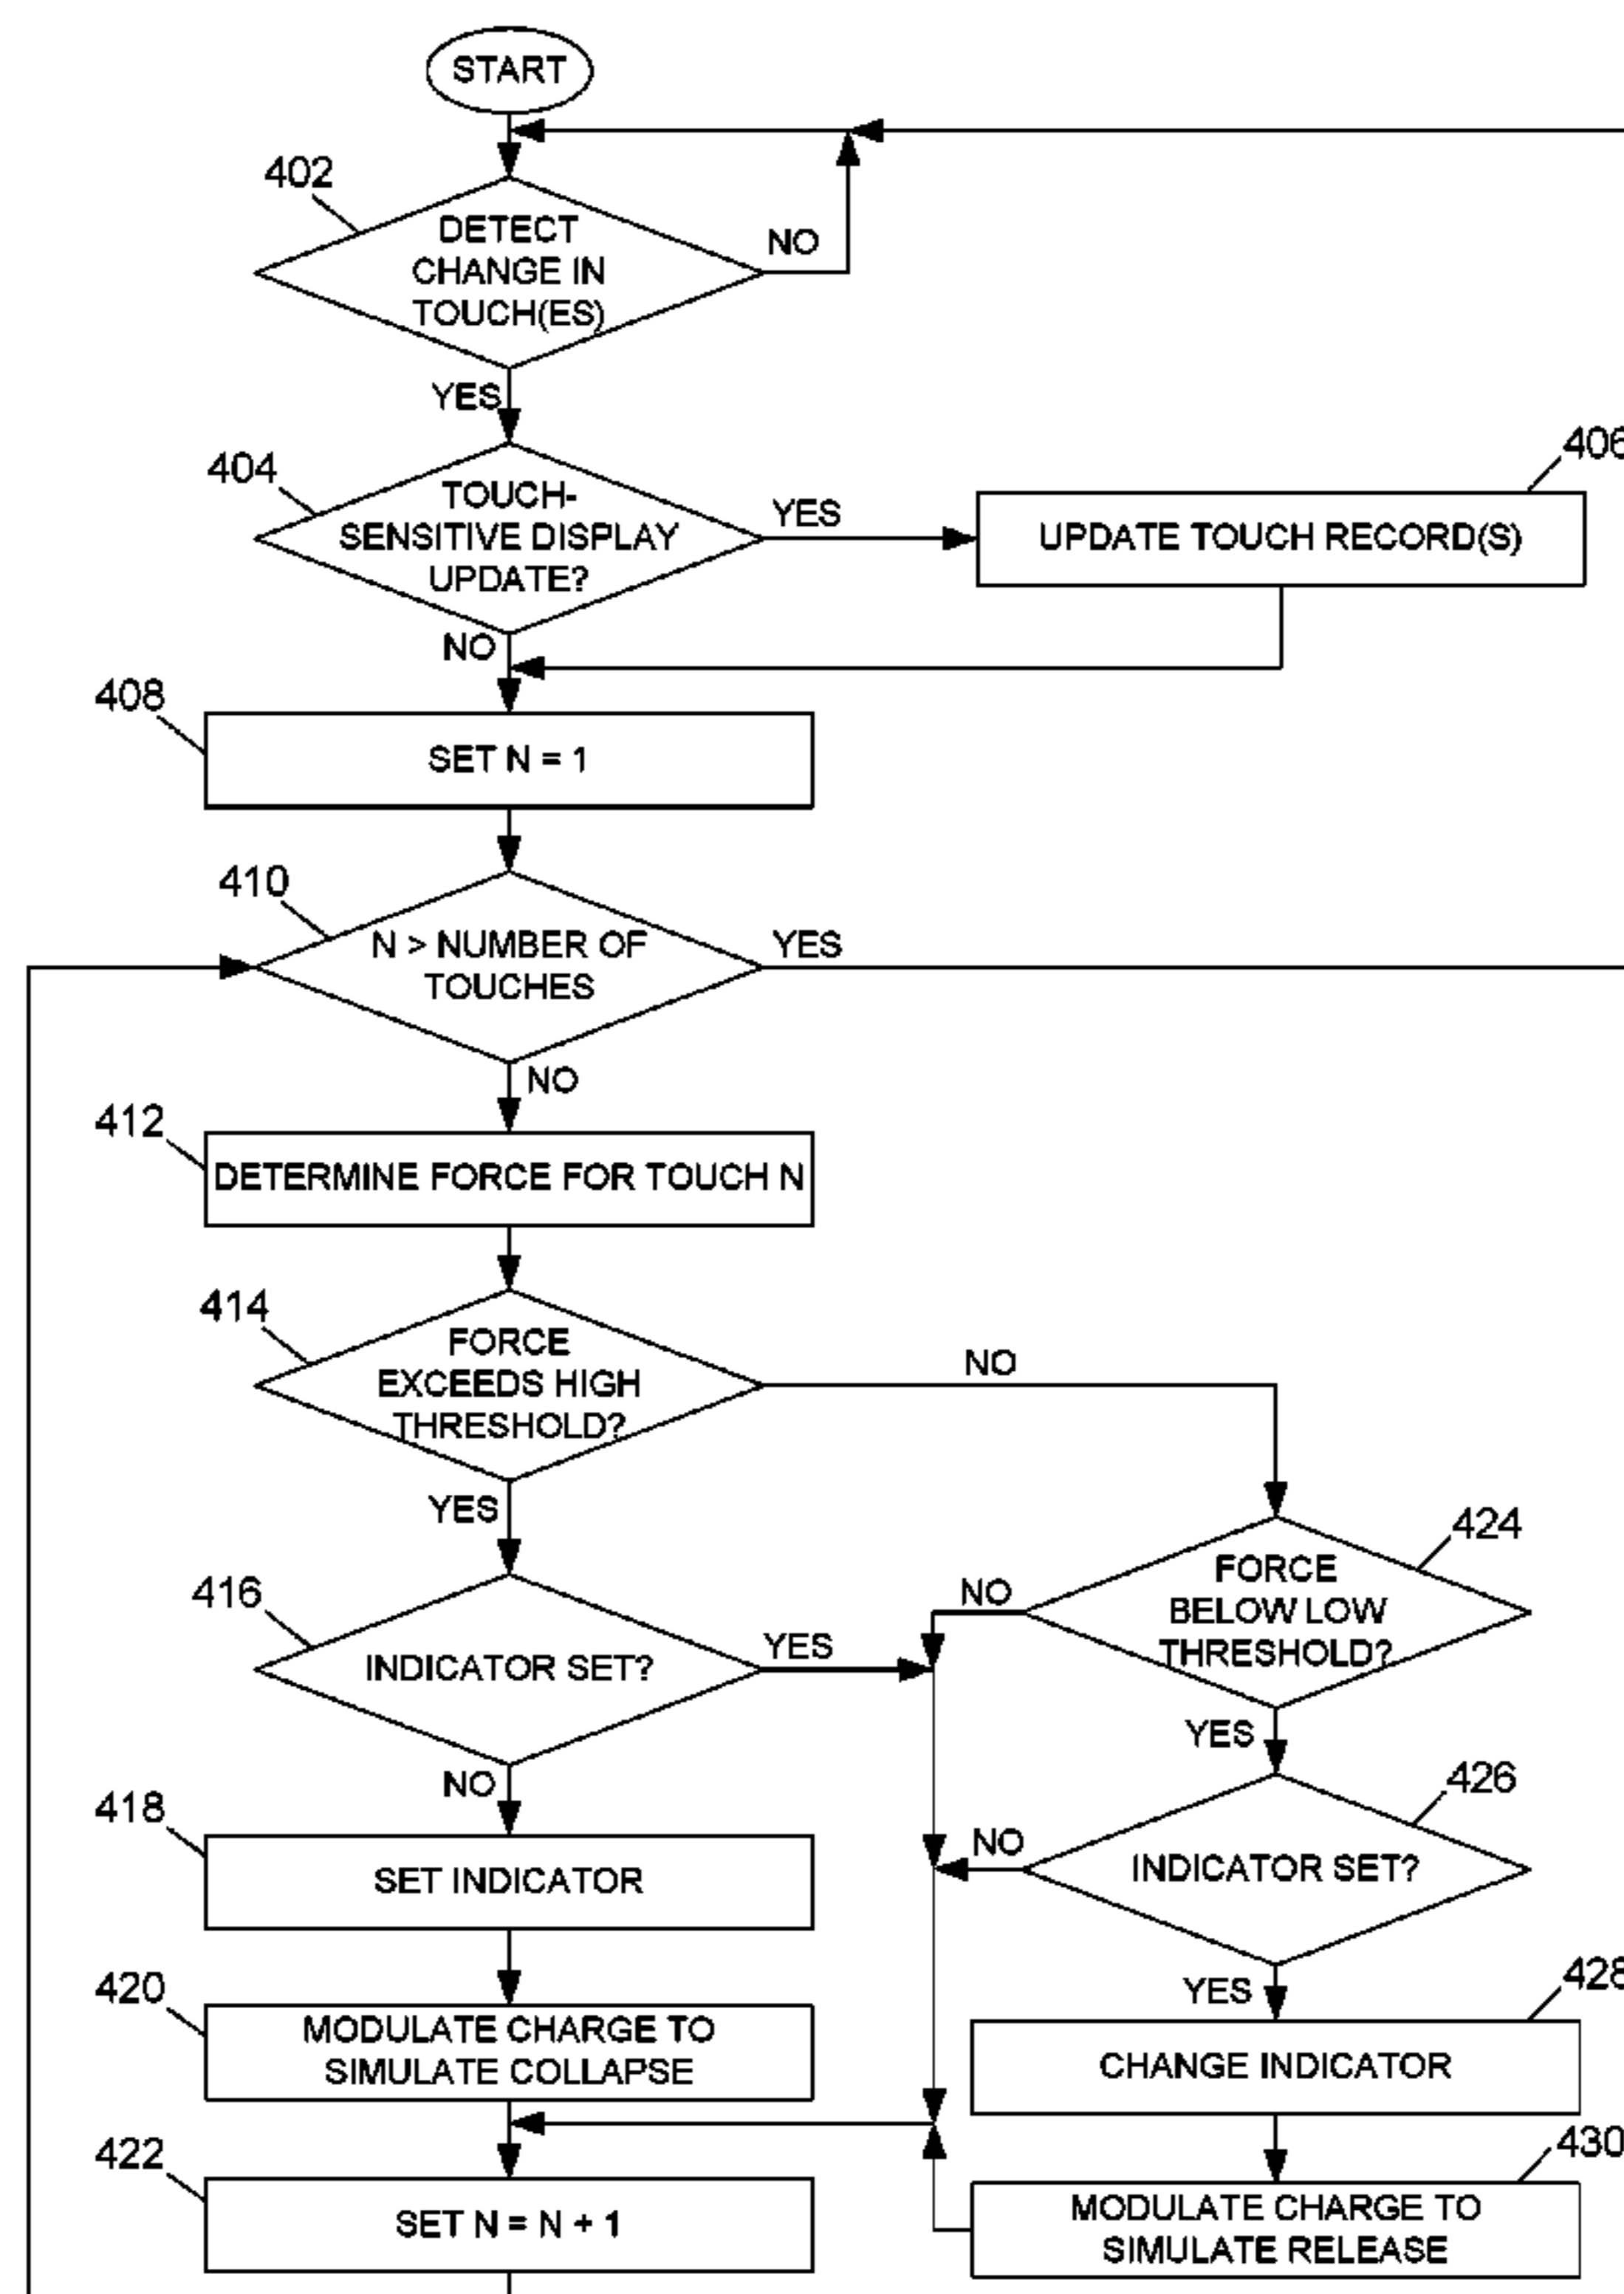 START
402
DETECT
CHANGE IN
TOUCH(ES)
NO
YES
404
TOUCH-
SENSITIVE DISPLAY
UPDATE?
YES
406
UPDATE TOUCH RECORD(S)
NO
408
SET N = 1
410
N > NUMBER OF
TOUCHES
YES
NO
412
DETERMINE FORCE FOR TOUCH N
414
FORCE
EXCEEDS HIGH
THRESHOLD?
NO
YES
424
FORCE
BELOW LOW
THRESHOLD?
NO
YES
416
INDICATOR SET?
YES
NO
426
INDICATOR SET?
NO
YES
418
SET INDICATOR
428
CHANGE INDICATOR
420
MODULATE CHARGE TO
SIMULATE COLLAPSE
430
MODULATE CHARGE TO
SIMULATE RELEASE
422
SET N = N + 1